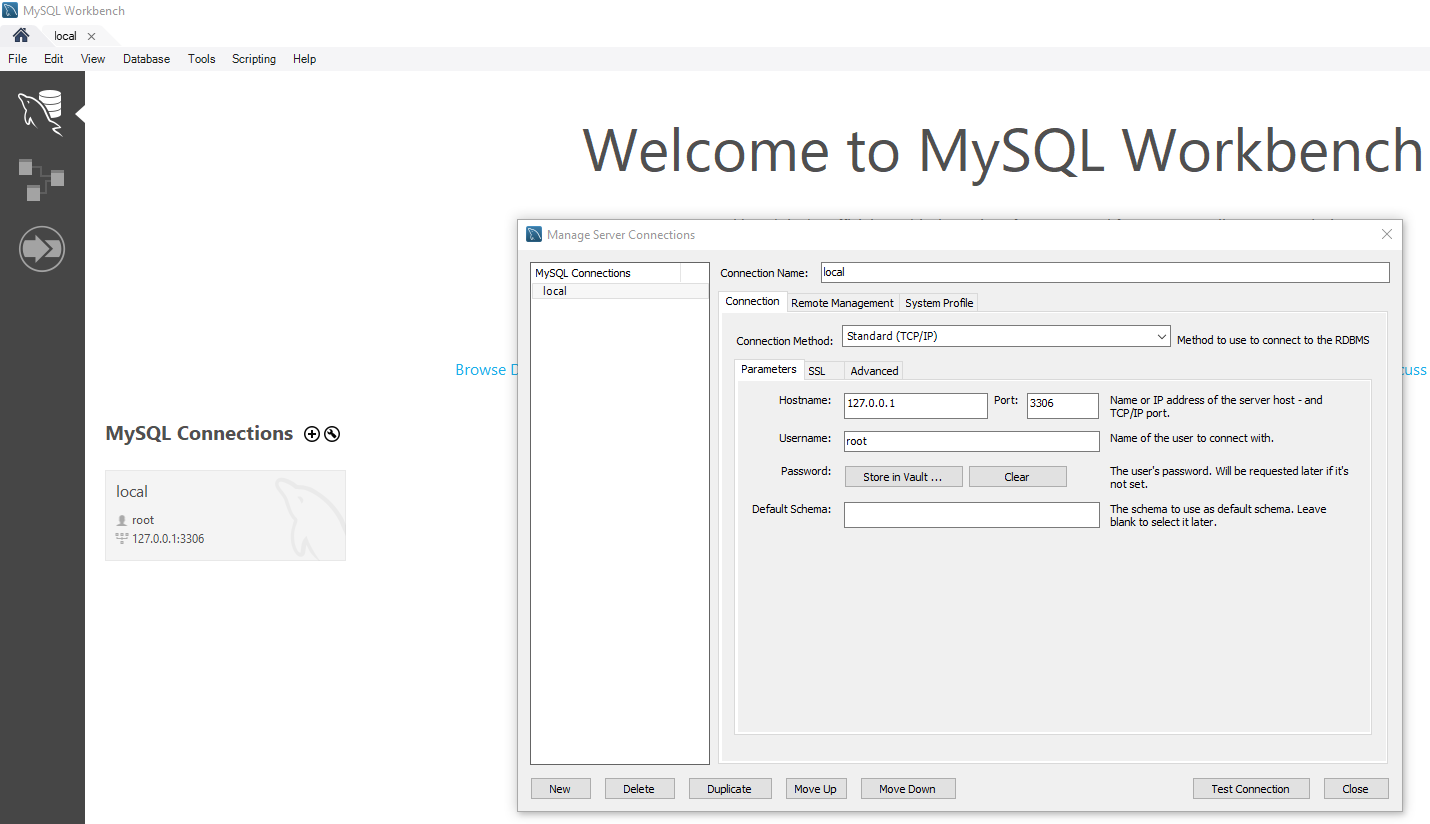 MySQL Workbench
local
File Edit View Database Tools Scripting Help
Welcome to MySQL Workbench
Manage Server Connections
MySQL Connections
local
Connection Name: local
Connection Remote Management System Profile
Connection Method: Standard (TCP/IP) Method to use to connect to the RDBMS
Parameters SSL Advanced
Hostname: 127.0.0.1 Port: 3306 Name or IP address of the server host - and
TCP/IP port.
Username: root Name of the user to connect with.
Password: Store in Vault ... Clear The user's password. Will be requested later if it's
not set.
Default Schema: The schema to use as default schema. Leave
blank to select it later.
New Delete Duplicate Move Up Move Down Test Connection Close
Browse D
cuss
MySQL Connections
local
root
127.0.0.1:3306